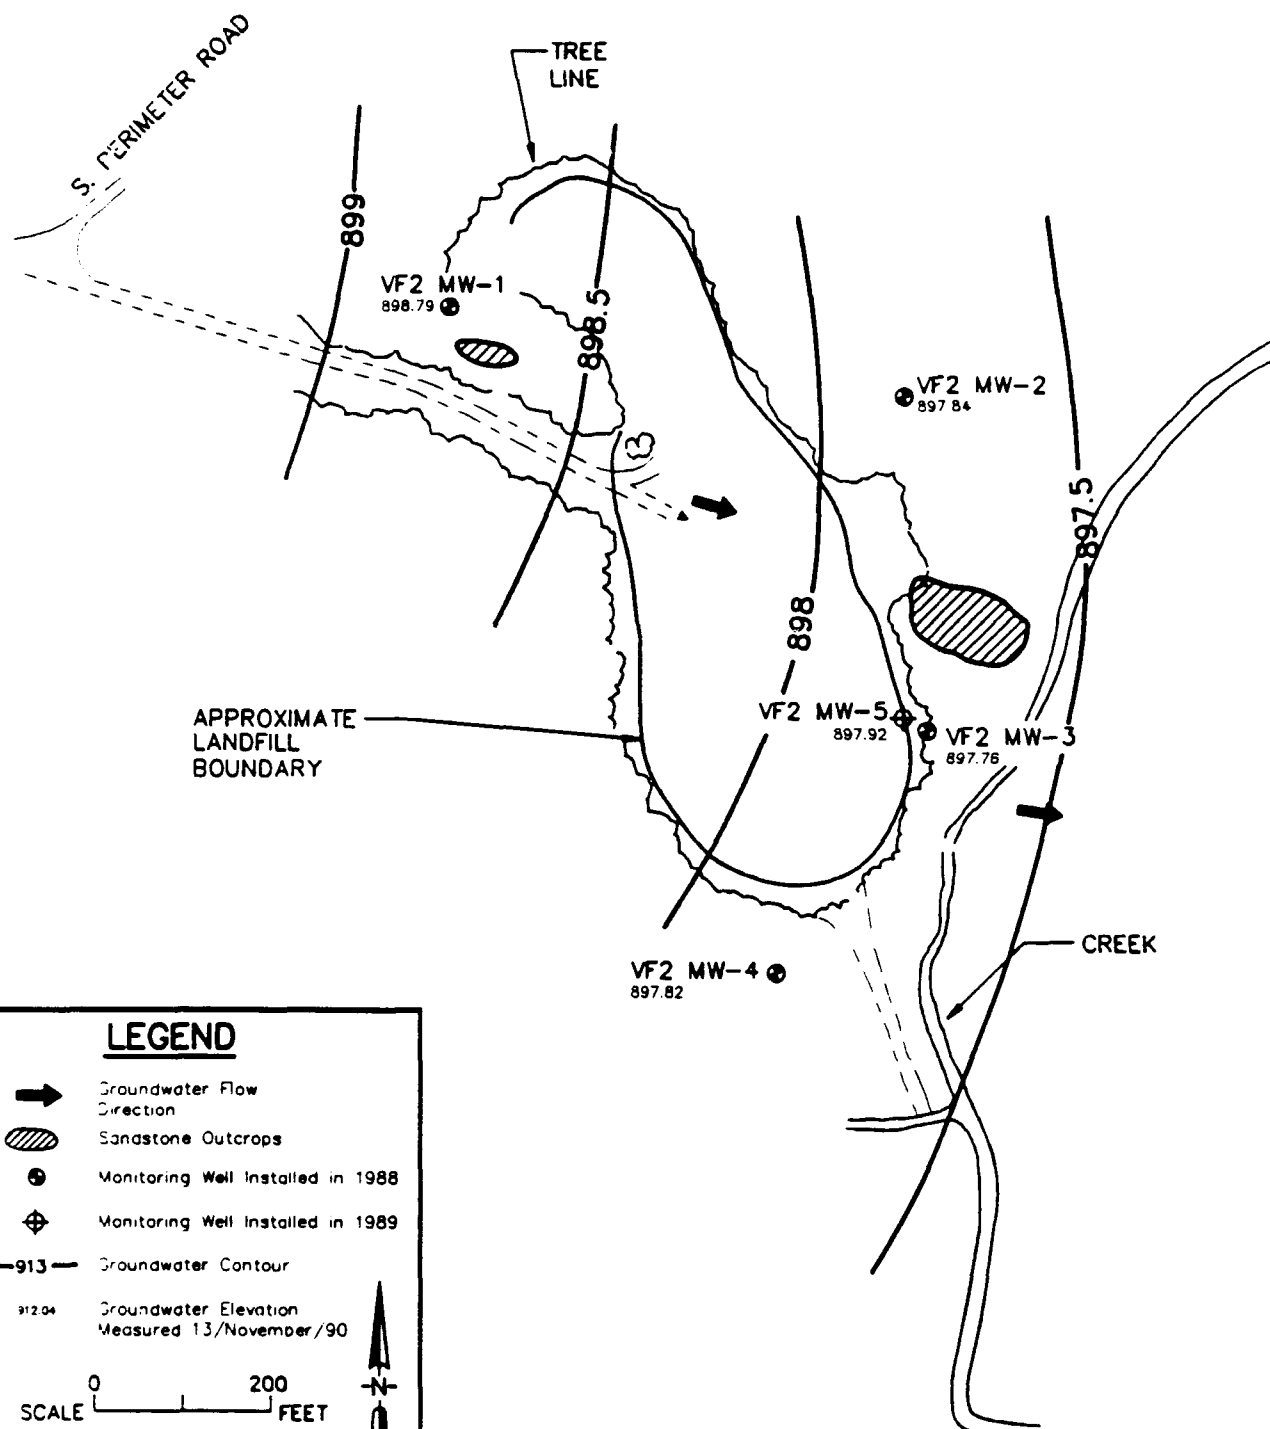 S. PERIMETER ROAD
TREE
LINE
899
VF2 MW-1
898.79
898.5
VF2 MW-2
897.84
897.5
898
APPROXIMATE
LANDFILL
BOUNDARY
VF2 MW-5
897.92
VF2 MW-3
897.76
CREEK
VF2 MW-4
897.82
LEGEND
Groundwater Flow
Direction
Sandstone Outcrops
Monitoring Well Installed in 1988
Monitoring Well Installed in 1989
913 Groundwater Contour
912.04 Groundwater Elevation
Measured 13/November/90
0 200
SCALE FEET
N